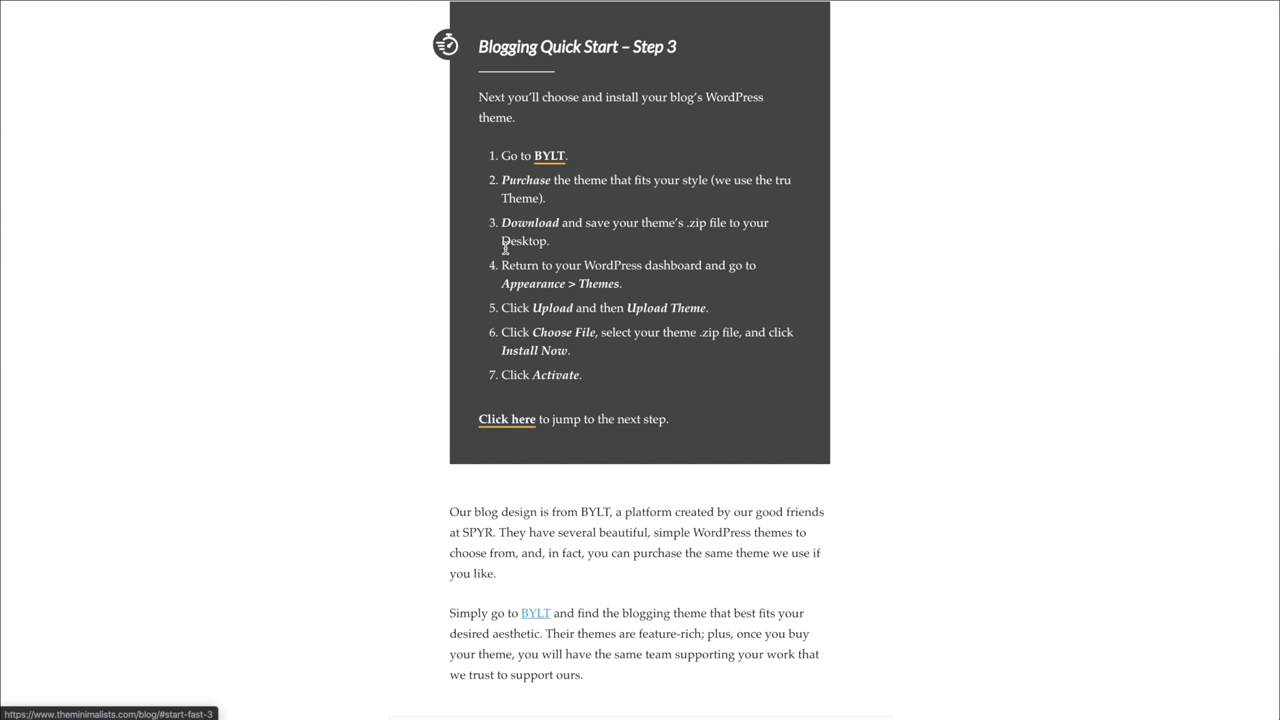 Blogging Quick Start – Step 3
Next you’ll choose and install your blog’s WordPress
theme.
1. Go to BYLT.
2. Purchase the theme that fits your style (we use the tru
Theme).
3. Download and save your theme’s .zip file to your
Desktop.
4. Return to your WordPress dashboard and go to
Appearance > Themes.
5. Click Upload and then Upload Theme.
6. Click Choose File, select your theme .zip file, and click
Install Now.
7. Click Activate.
Click here to jump to the next step.
Our blog design is from BYLT, a platform created by our good friends
at SPYR. They have several beautiful, simple WordPress themes to
choose from, and, in fact, you can purchase the same theme we use if
you like.
Simply go to BYLT and find the blogging theme that best fits your
desired aesthetic. Their themes are feature-rich; plus, once you buy
your theme, you will have the same team supporting your work that
we trust to support ours.
https://www.theminimalists.com/blog/#start-fast-3